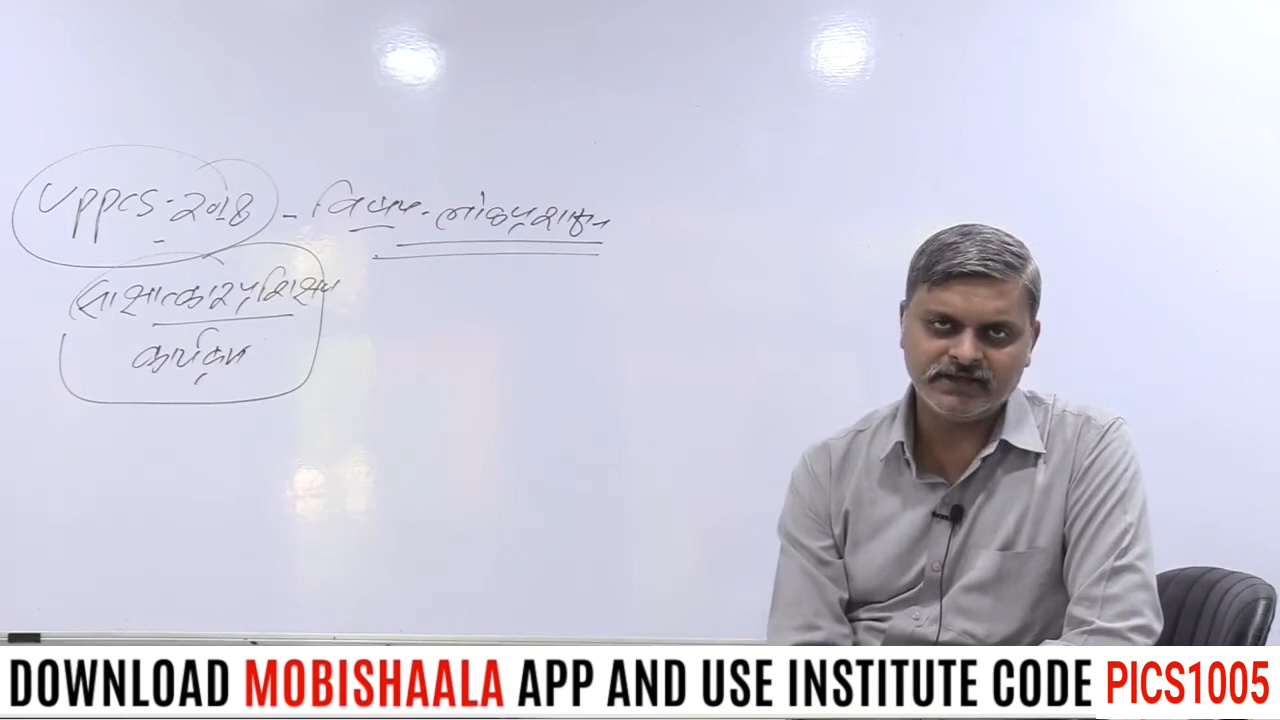 UPPCS-2018 - विषय - लोकप्रशासन
साक्षात्कार प्रशिक्षण
कार्यक्रम
DOWNLOAD MOBISHAALA APP AND USE INSTITUTE CODE PICS1005